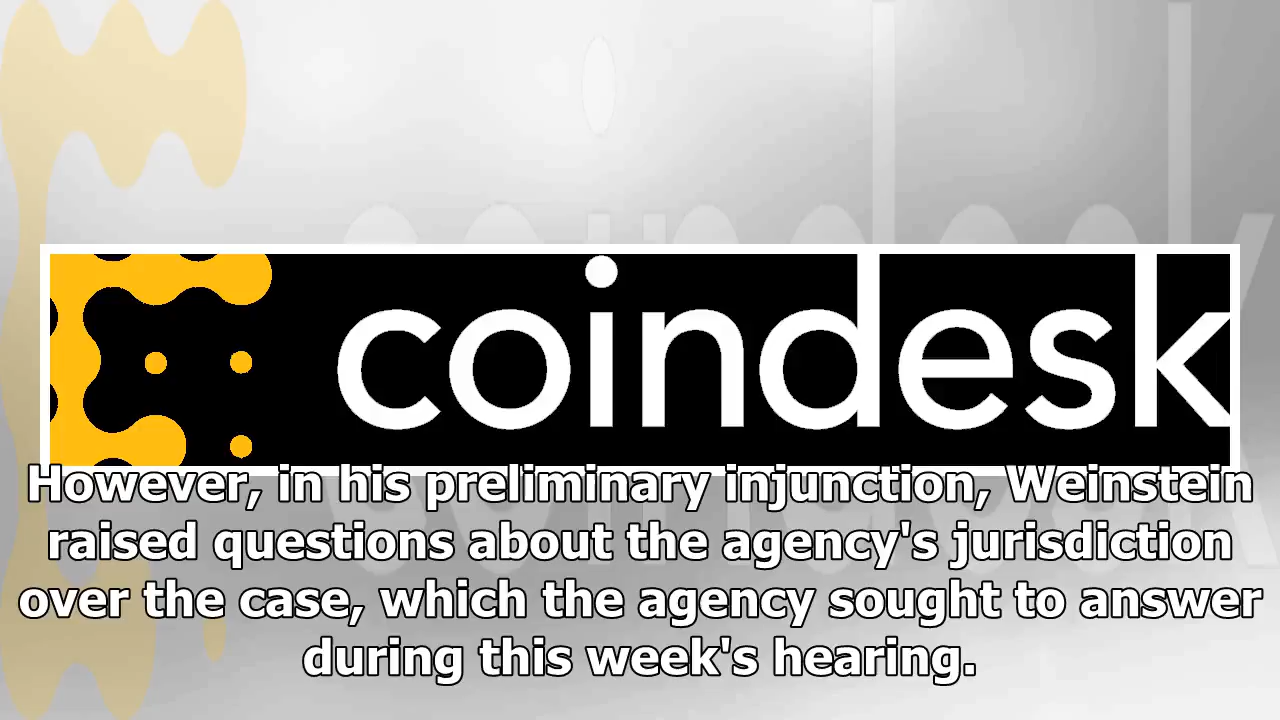 coindesk
However, in his preliminary injunction, Weinstein
raised questions about the agency's jurisdiction
over the case, which the agency sought to answer
during this week's hearing.